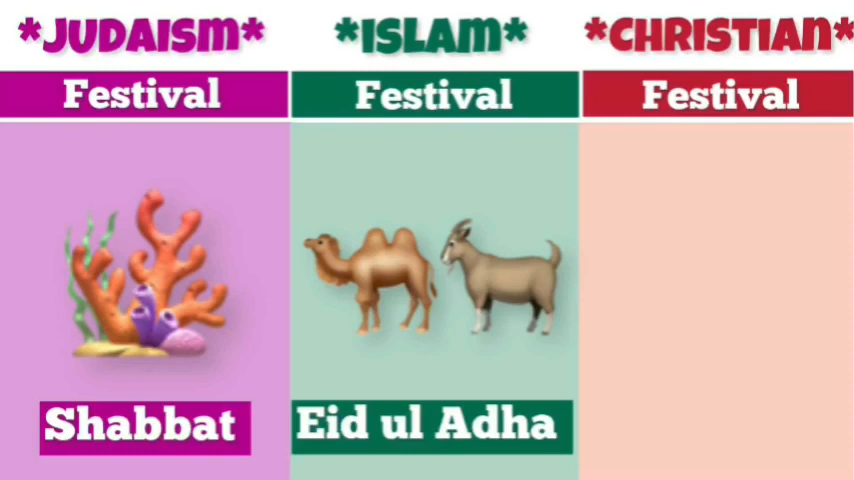 *JUDAISM* *ISLAM* *CHRISTIAN*
Festival Festival Festival
Shabbat Eid ul Adha